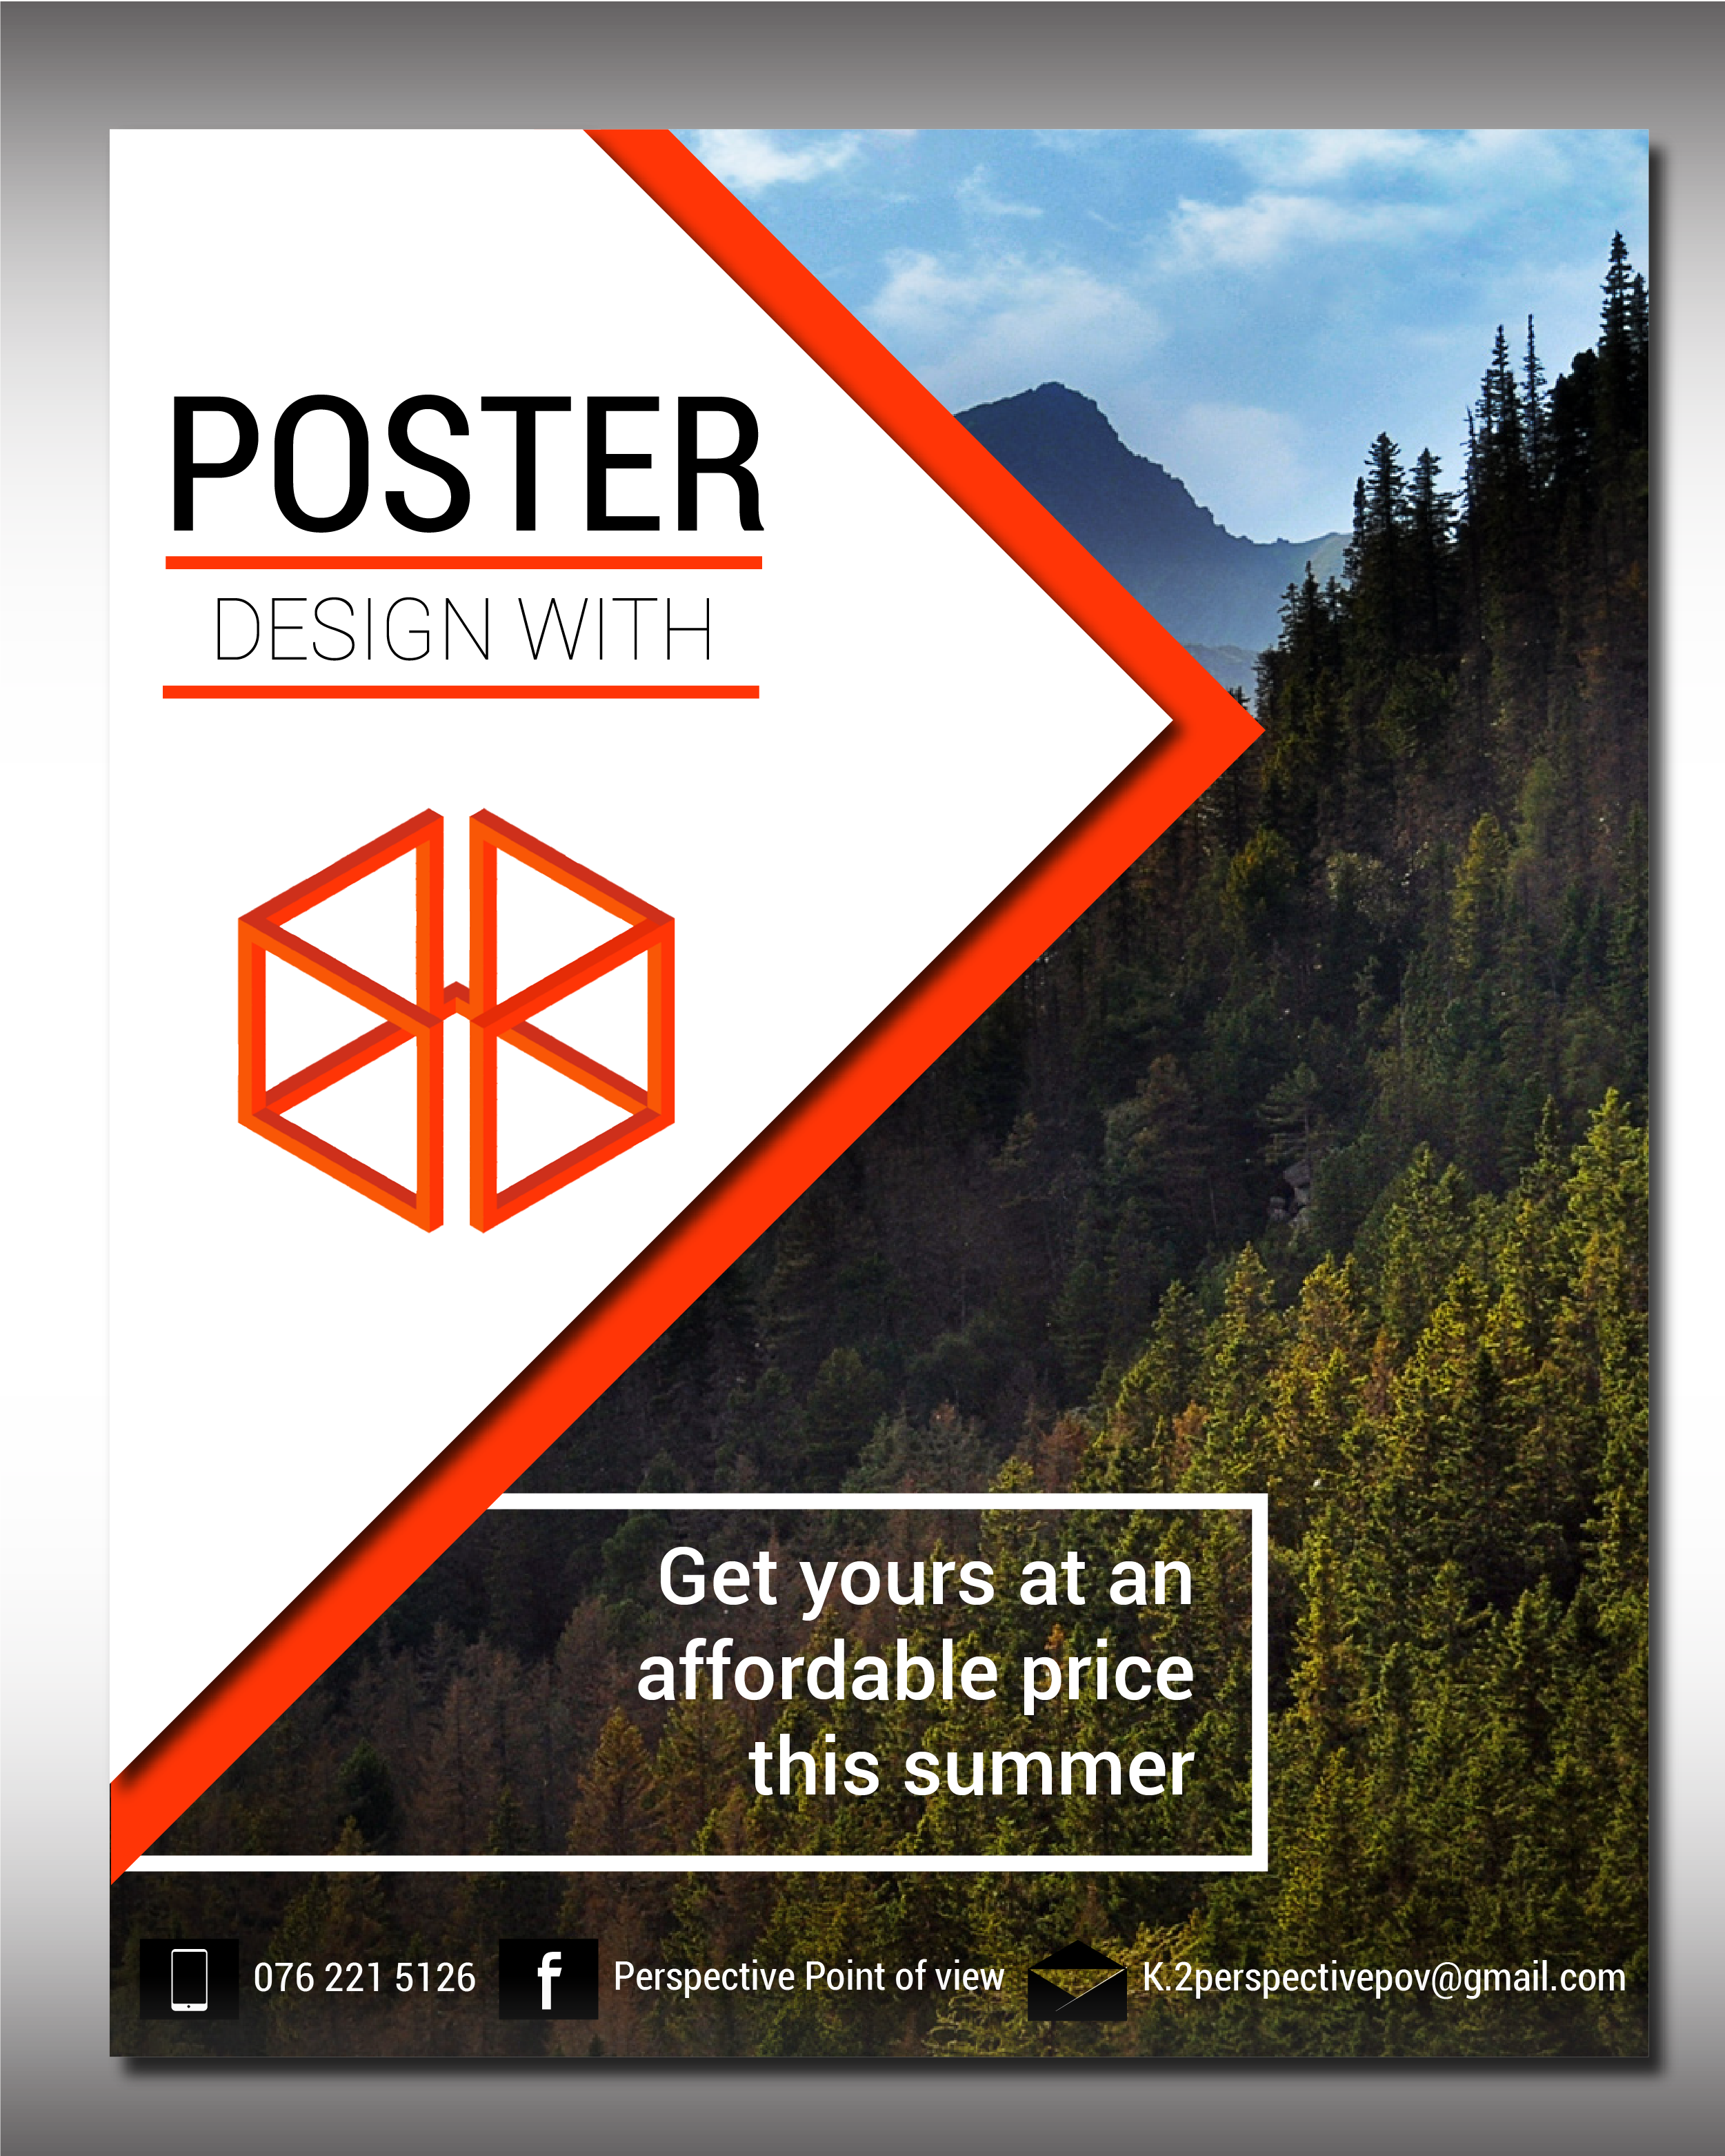 POSTER
DESIGN WITH
Get yours at an
affordable price
this summer
076 221 5126
Perspective Point of view
K.2perspectivepov@gmail.com